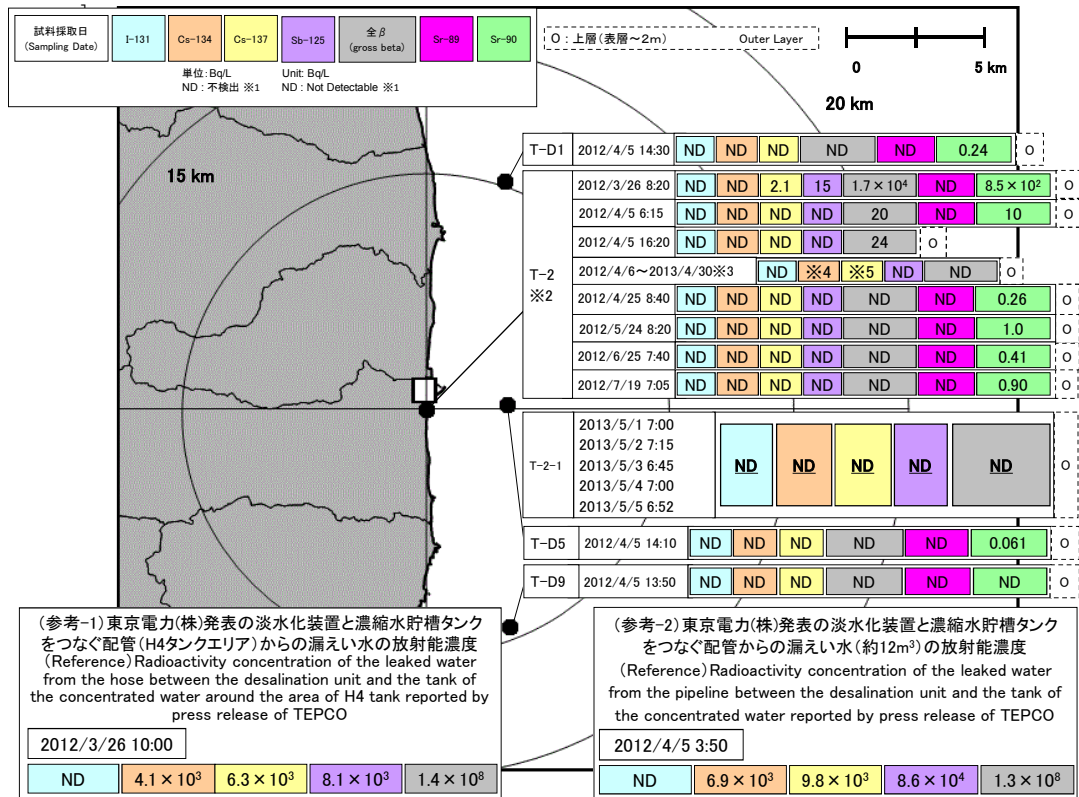 試料採取日
(Sampling Date)
I-131
Cs-134
Cs-137
Sb-125
全β
(gross beta)
Sr-89
Sr-90
単位:Bq/L
Unit: Bq/L
ND : 不検出 ※1
ND : Not Detectable ※1
O : 上層(表層~2m) Outer Layer
0 5 km
20 km
15 km
T-D1 2012/4/5 14:30 ND ND ND ND ND 0.24 O
T-2
※2
2012/3/26 8:20 ND ND 2.1 15 1.7×10⁴ ND 8.5×10² O
2012/4/5 6:15 ND ND ND ND 20 ND 10 O
2012/4/5 16:20 ND ND ND ND 24 O
2012/4/6~2013/4/30※3 ND ※4 ※5 ND ND O
2012/4/25 8:40 ND ND ND ND ND ND 0.26 O
2012/5/24 8:20 ND ND ND ND ND ND 1.0 O
2012/6/25 7:40 ND ND ND ND ND ND 0.41 O
2012/7/19 7:05 ND ND ND ND ND ND 0.90 O
T-2-1
2013/5/1 7:00
2013/5/2 7:15
2013/5/3 6:45
2013/5/4 7:00
2013/5/5 6:52
ND ND ND ND ND O
T-D5 2012/4/5 14:10 ND ND ND ND ND 0.061 O
T-D9 2012/4/5 13:50 ND ND ND ND ND ND O
(参考-1)東京電力(株)発表の淡水化装置と濃縮水貯槽タンク
をつなぐ配管(H4タンクエリア)からの漏えい水の放射能濃度
(Reference)Radioactivity concentration of the leaked water
from the hose between the desalination unit and the tank of
the concentrated water around the area of H4 tank reported by
press release of TEPCO
2012/3/26 10:00
ND 4.1×10³ 6.3×10³ 8.1×10³ 1.4×10⁸
(参考-2)東京電力(株)発表の淡水化装置と濃縮水貯槽タンク
をつなぐ配管からの漏えい水(約12m³)の放射能濃度
(Reference)Radioactivity concentration of the leaked water
from the pipeline between the desalination unit and the tank of
the concentrated water reported by press release of TEPCO
2012/4/5 3:50
ND 6.9×10³ 9.8×10³ 8.6×10⁴ 1.3×10⁸